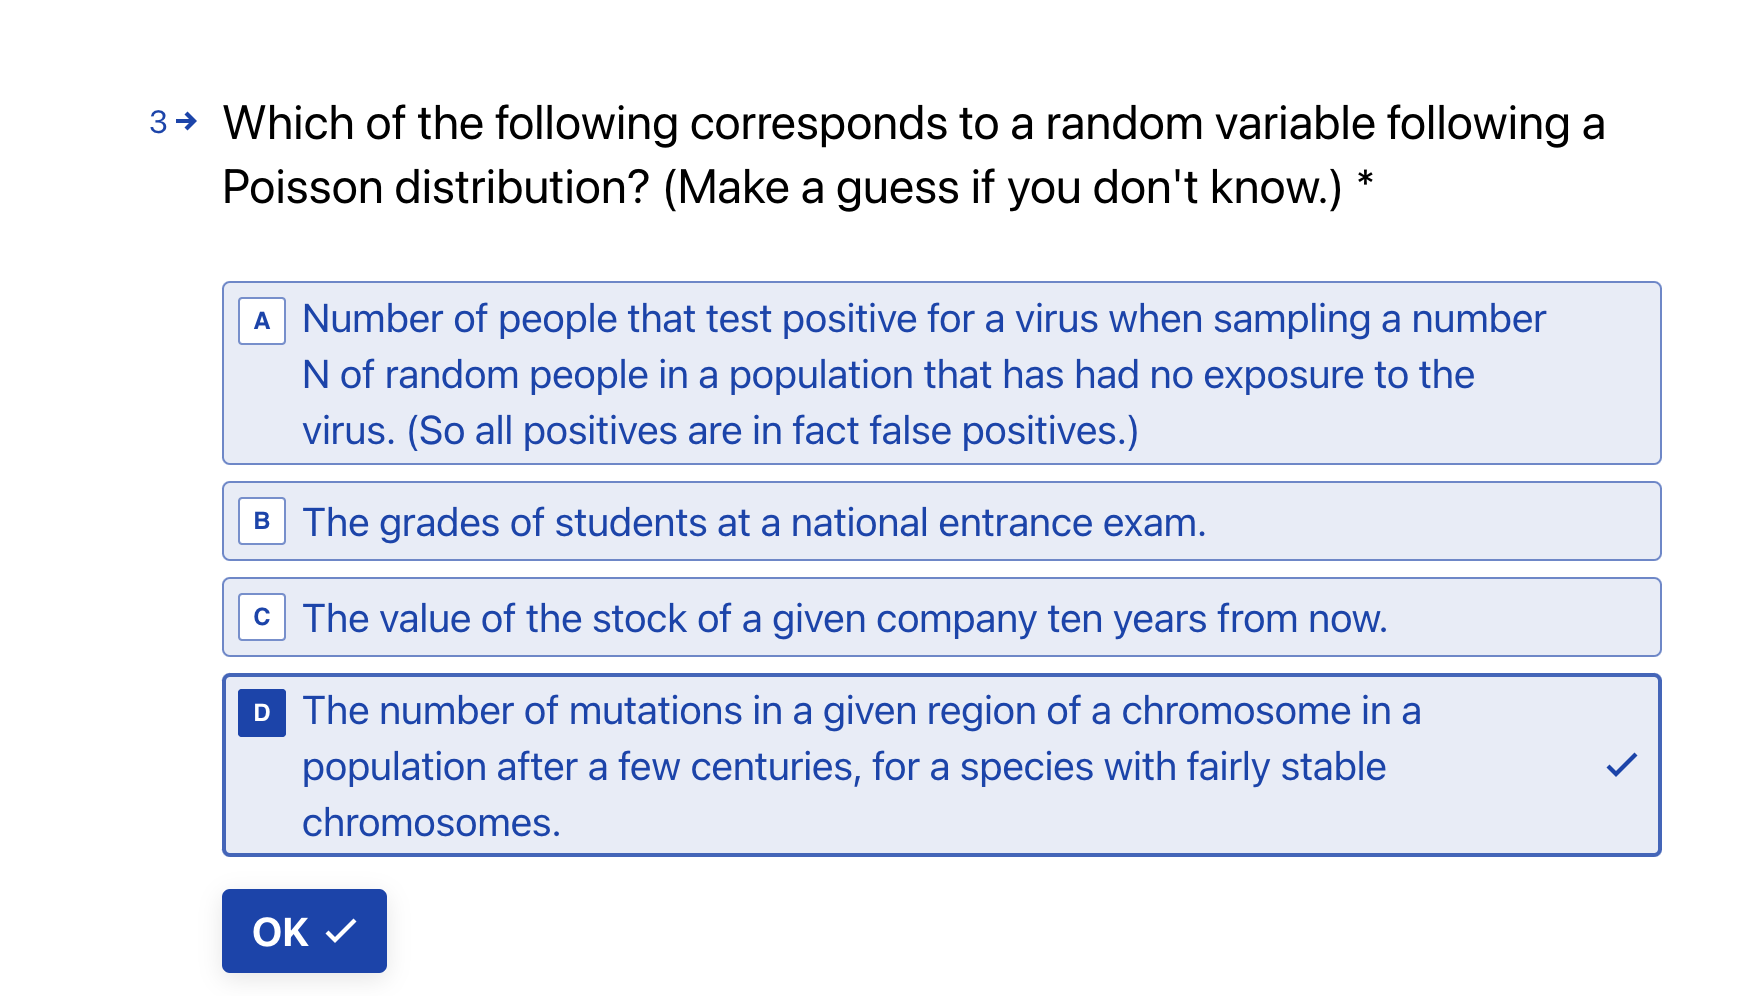 3→ Which of the following corresponds to a random variable following a
Poisson distribution? (Make a guess if you don't know.) *
A Number of people that test positive for a virus when sampling a number
N of random people in a population that has had no exposure to the
virus. (So all positives are in fact false positives.)
B The grades of students at a national entrance exam.
C The value of the stock of a given company ten years from now.
D The number of mutations in a given region of a chromosome in a
population after a few centuries, for a species with fairly stable
chromosomes.
OK